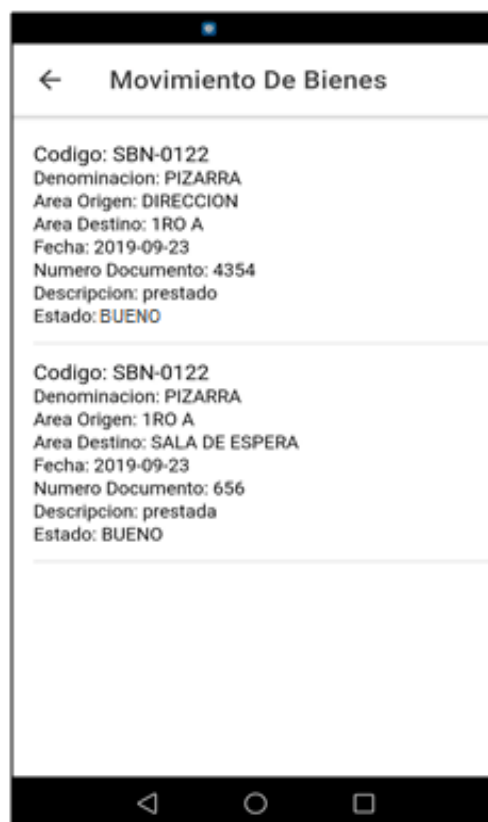 Movimiento De Bienes
Codigo: SBN-0122
Denominacion: PIZARRA
Area Origen: DIRECCION
Area Destino: 1RO A
Fecha: 2019-09-23
Numero Documento: 4354
Descripcion: prestado
Estado: BUENO
Codigo: SBN-0122
Denominacion: PIZARRA
Area Origen: 1RO A
Area Destino: SALA DE ESPERA
Fecha: 2019-09-23
Numero Documento: 656
Descripcion: prestada
Estado: BUENO